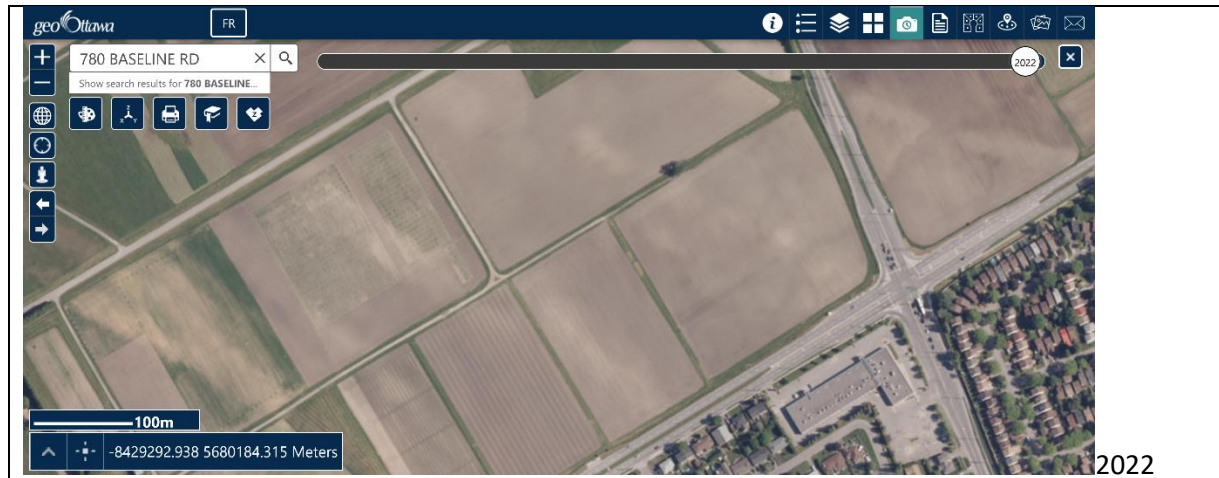 geoOttawa
FR
780 BASELINE RD
Show search results for 780 BASELINE...
2022
100m
-8429292.938 5680184.315 Meters
2022